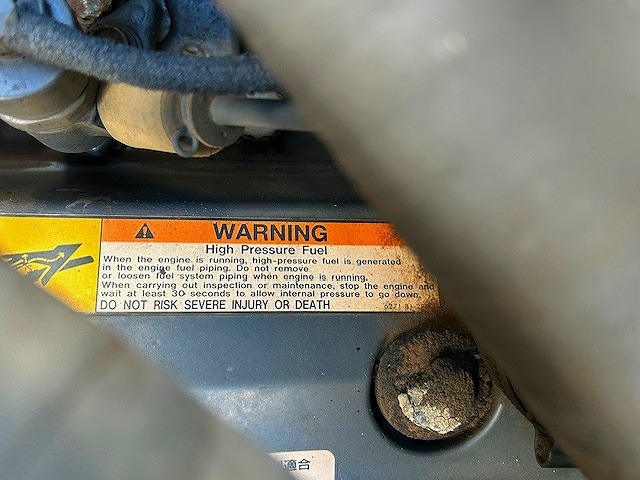 WARNING
High Pressure Fuel
When the engine is running, high-pressure fuel is generated
in the engine fuel piping. Do not remove
or loosen fuel system piping when engine is running.
When carrying out inspection or maintenance, stop the engine and
wait at least 30 seconds to allow internal pressure to go down.
DO NOT RISK SEVERE INJURY OR DEATH
適合